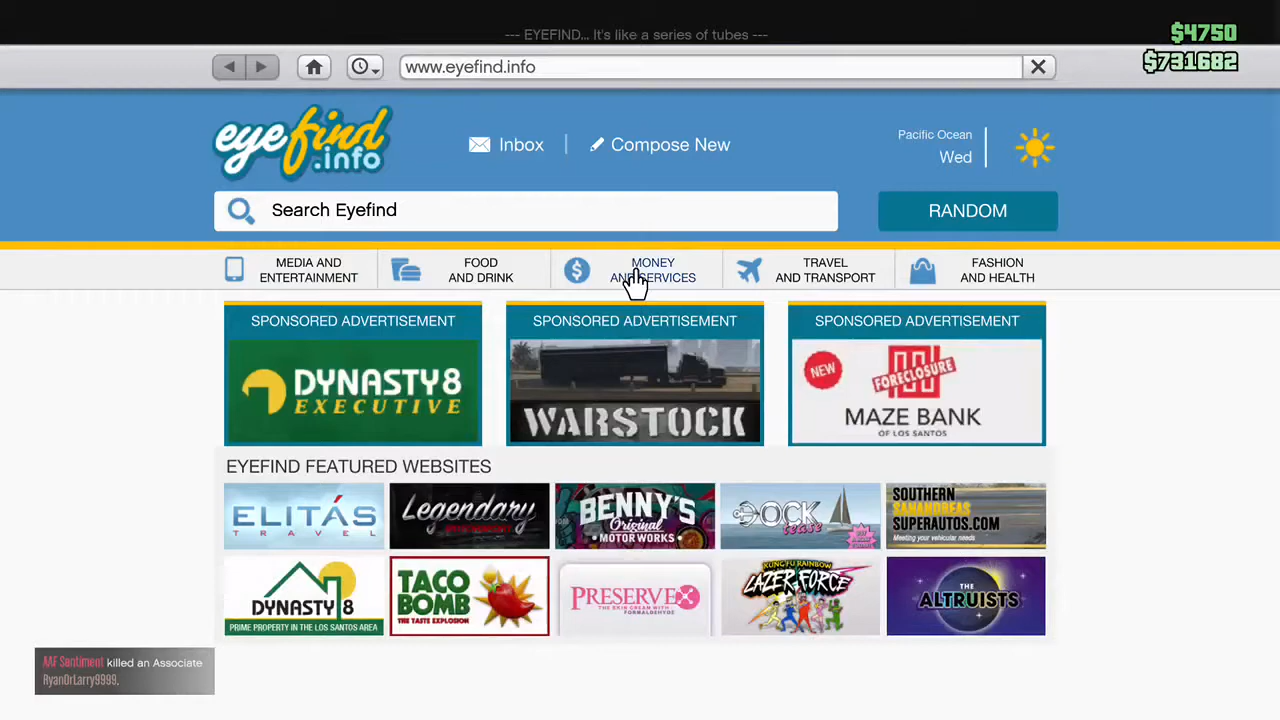 --- EYEFIND... It's like a series of tubes ---
$4750
$731682
www.eyefind.info
eyefind
.info
Inbox
Compose New
Pacific Ocean
Wed
Search Eyefind
RANDOM
MEDIA AND
ENTERTAINMENT
FOOD
AND DRINK
MONEY
AND SERVICES
TRAVEL
AND TRANSPORT
FASHION
AND HEALTH
SPONSORED ADVERTISEMENT
DYNASTY 8
EXECUTIVE
SPONSORED ADVERTISEMENT
WARSTOCK
SPONSORED ADVERTISEMENT
NEW
FORECLOSURE
MAZE BANK
OF LOS SANTOS
EYEFIND FEATURED WEBSITES
ELITÁS
TRAVEL
Legendary
BENNY'S
Original
MOTOR WORKS
DOCK
tease
SOUTHERN
SANANDREAS
SUPERAUTOS.COM
Meeting your vehicular needs
DYNASTY 8
PRIME PROPERTY IN THE LOS SANTOS AREA
TACO
BOMB
THE TASTE EXPLOSION
PRESERVEX
THE SKIN CREAM WITH
FORMALDEHYDE
KUNG FU RAINBOW
LAZER FORCE
THE
ALTRUISTS
AAF Sentiment killed an Associate
RyanOrLarry9999.